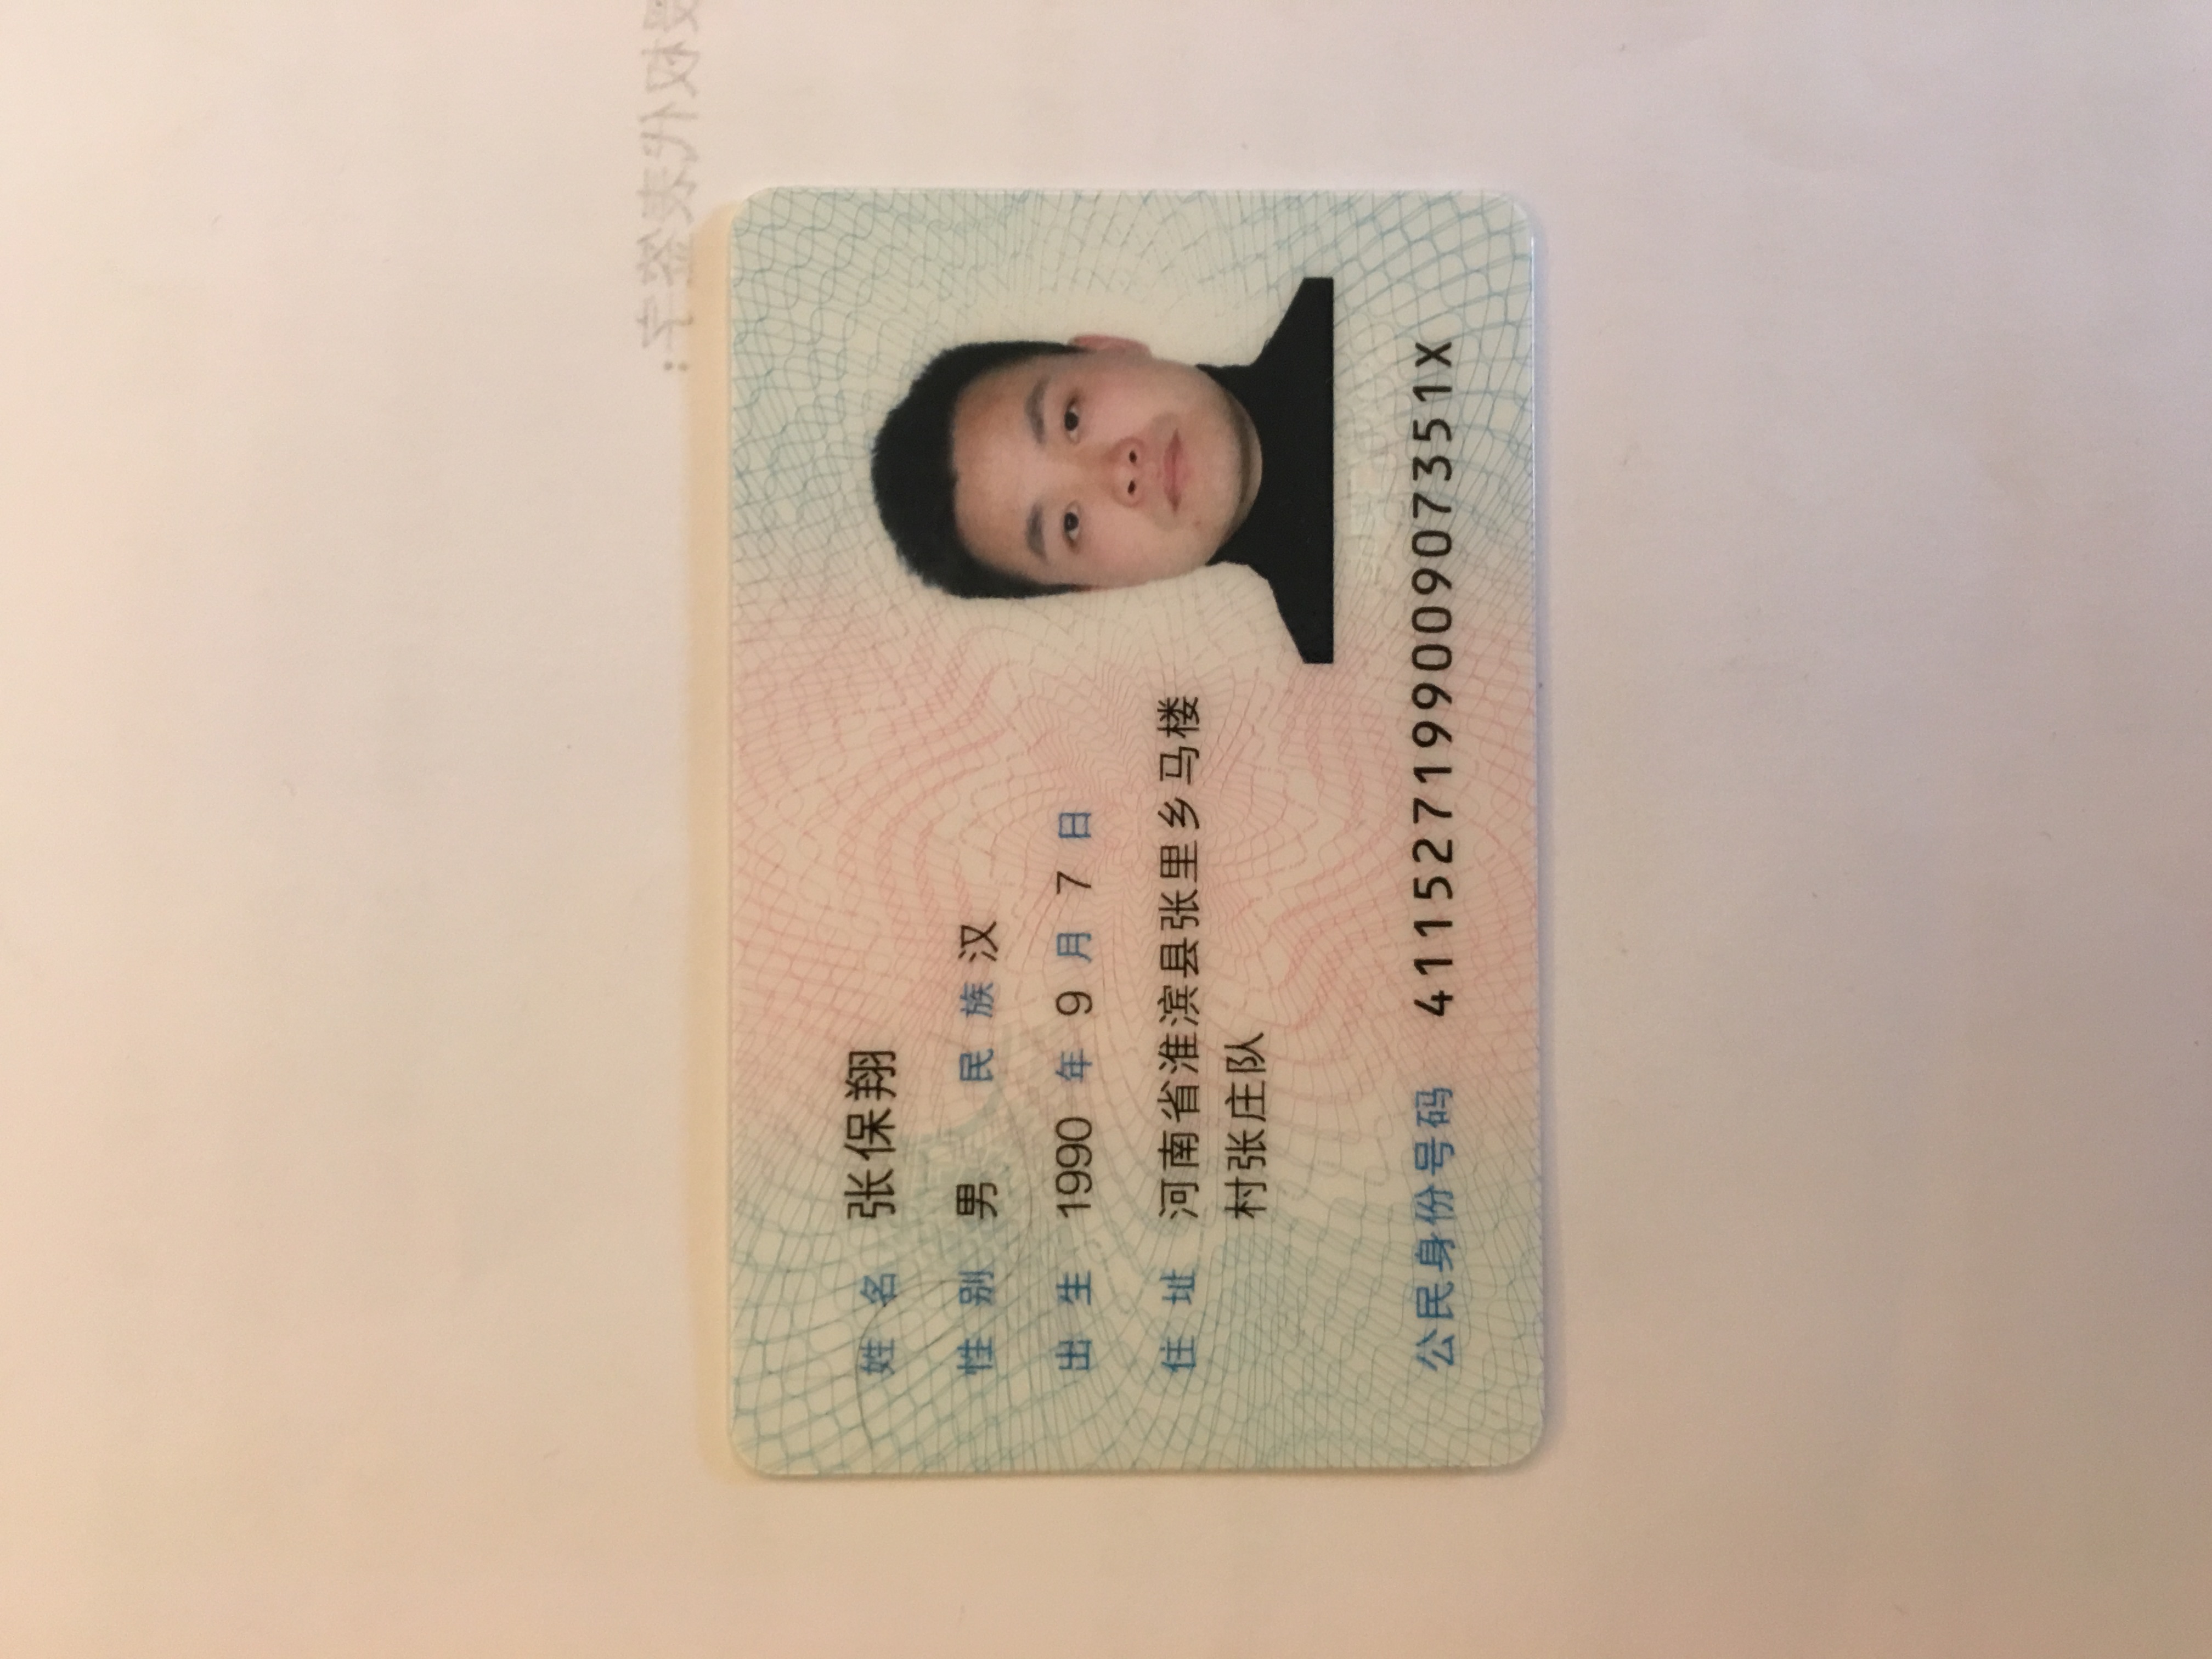 授权代表签字：
姓名 张保翔
性别 男 民族 汉
出生 1990 年 9 月 7 日
住址 河南省淮滨县张里乡马楼
村张庄队
公民身份号码 41152719900907351X